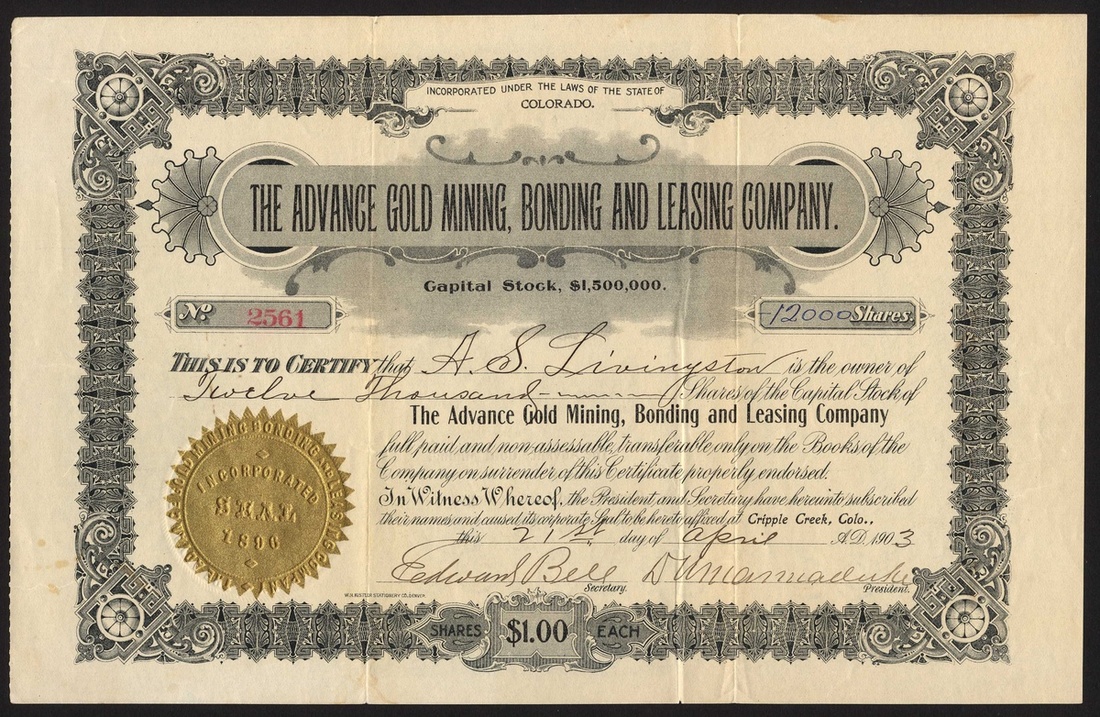 INCORPORATED UNDER THE LAWS OF THE STATE OF
COLORADO.
THE ADVANCE GOLD MINING, BONDING AND LEASING COMPANY.
Capital Stock, $1,500,000.
No 2561
12000 Shares.
THIS IS TO CERTIFY that A. S. Livingston is the owner of
Twelve Thousand Shares of the Capital Stock of
The Advance Gold Mining, Bonding and Leasing Company
full paid and non-assessable, transferable only on the Books of the
Company on surrender of this Certificate properly endorsed.
In Witness Whereof, the President and Secretary have hereunto subscribed
their names and caused its corporate Seal to be hereto affixed at Cripple Creek, Colo.,
this 21st day of April A.D. 1903
Edward Bell Secretary.
Marmaduke President.
INCORPORATED
SEAL
1896
W.H. KISTLER STATIONERY CO. DENVER
SHARES $1.00 EACH